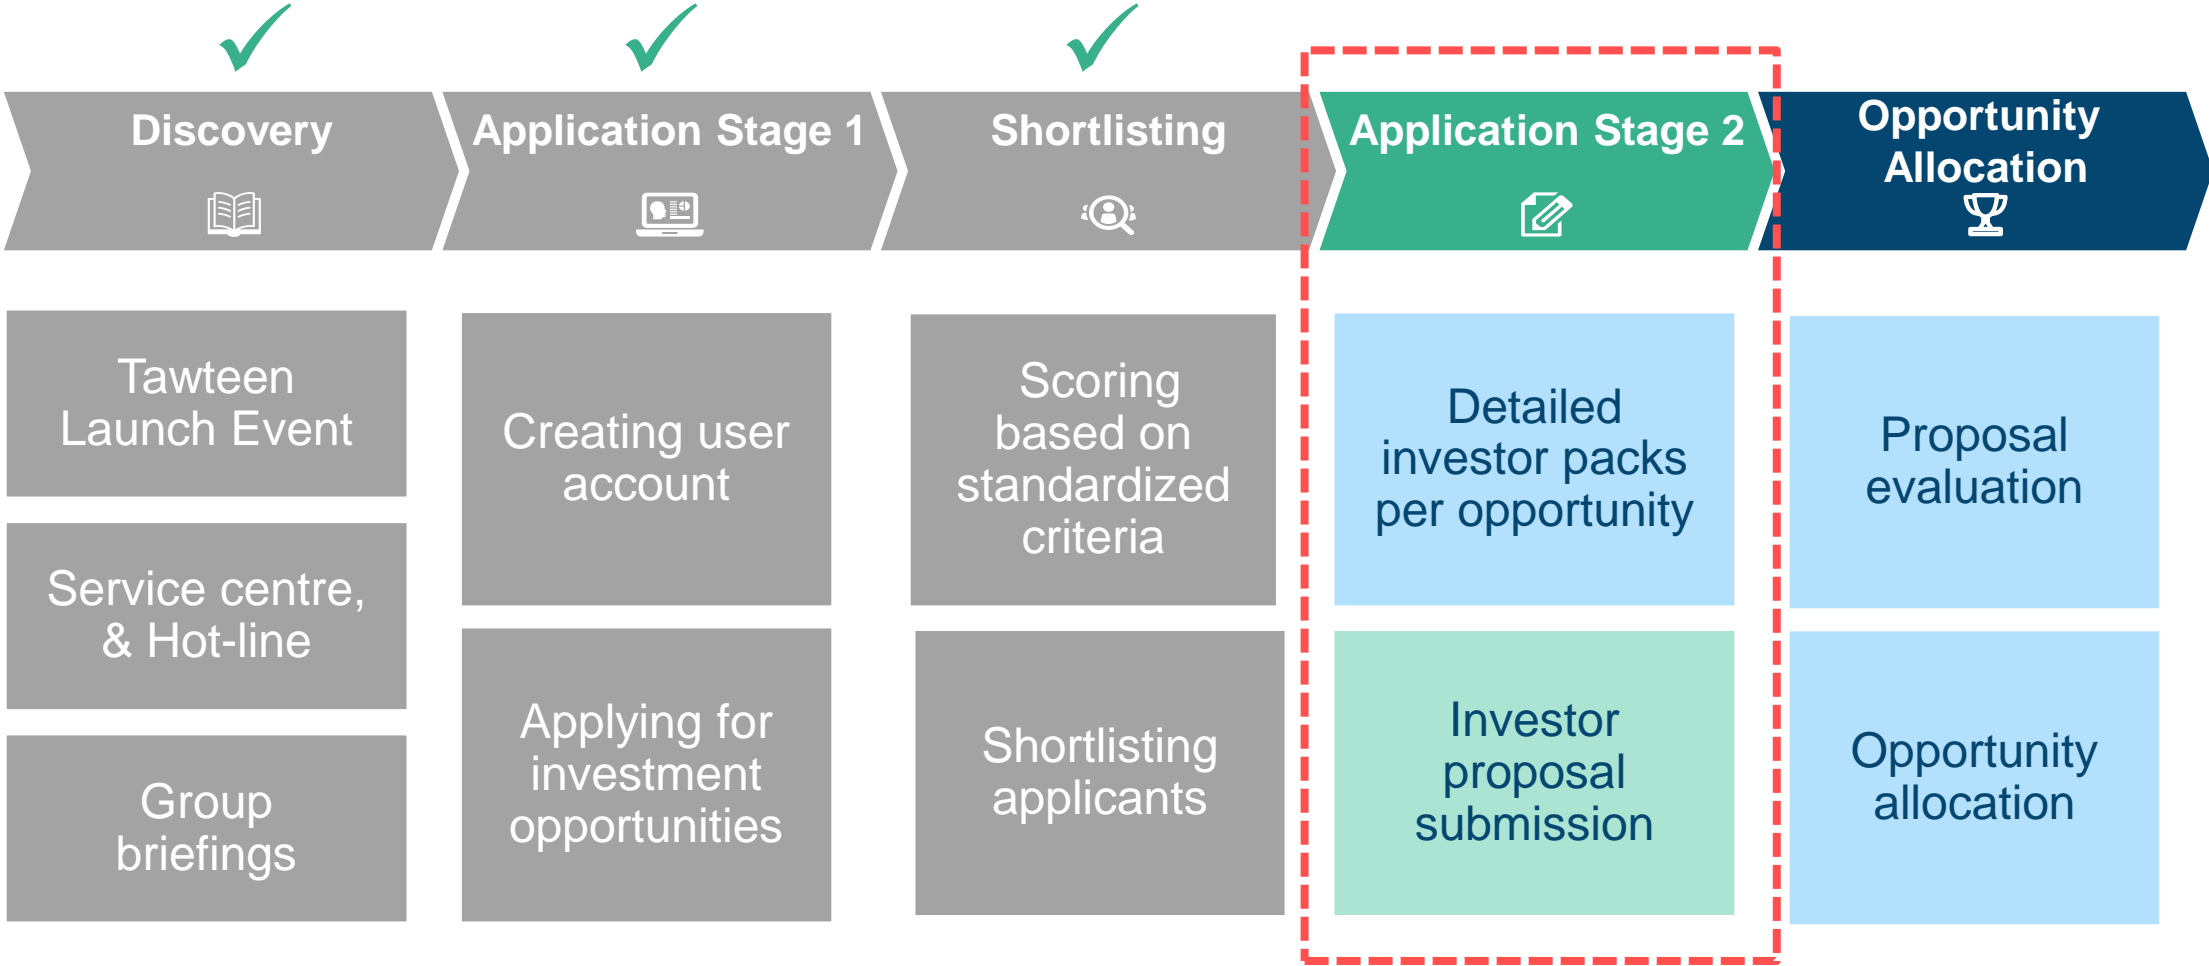 Discovery
Application Stage 1
Shortlisting
Application Stage 2
Opportunity
Allocation
Tawteen
Launch Event
Service centre,
& Hot-line
Group
briefings
Creating user
account
Applying for
investment
opportunities
Scoring
based on
standardized
criteria
Shortlisting
applicants
Detailed
investor packs
per opportunity
Investor
proposal
submission
Proposal
evaluation
Opportunity
allocation